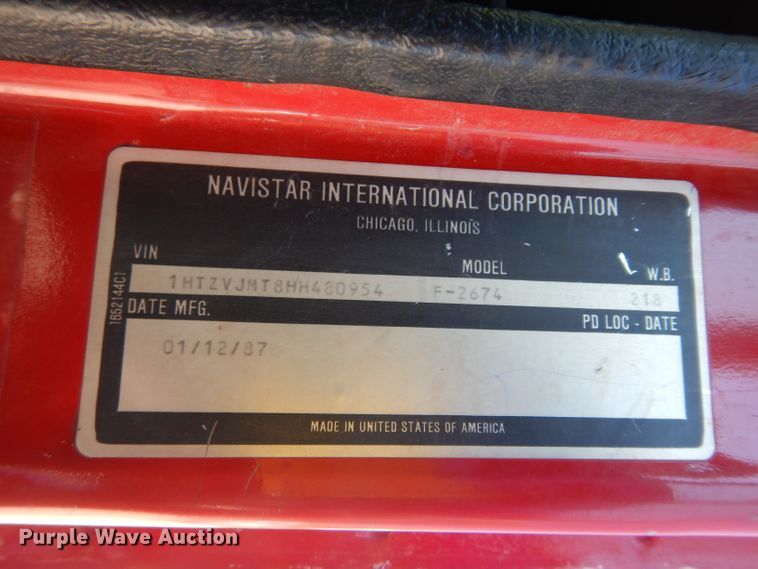 NAVISTAR INTERNATIONAL CORPORATION
CHICAGO, ILLINOIS
VIN MODEL W.B.
1HTZVJMT8HH480954 F-2674 218
DATE MFG. PD LOC - DATE
01/12/87
MADE IN UNITED STATES OF AMERICA
1652144C1
Purple Wave Auction